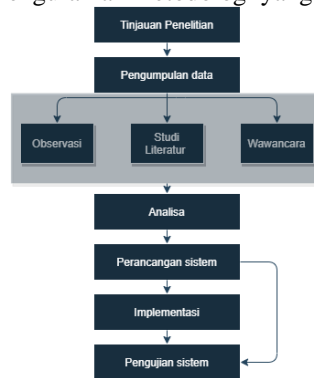 Tinjauan Penelitian
Pengumpulan data
Observasi
Studi
Literatur
Wawancara
Analisa
Perancangan sistem
Implementasi
Pengujian sistem